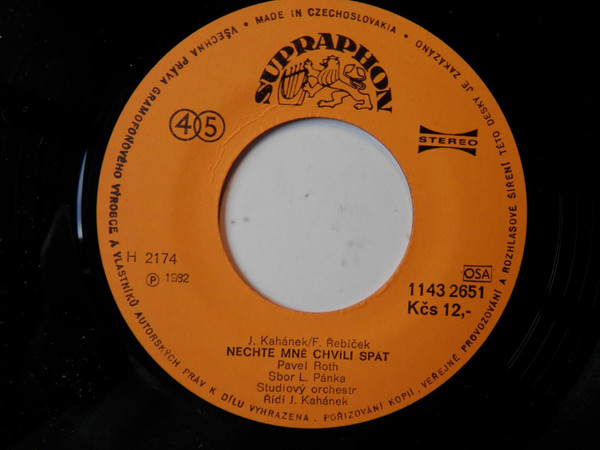 VŠECHNA PRÁVA GRAMOFONOVÉHO VÝROBCE A VLASTNÍKŮ AUTORSKÝCH PRÁV K DÍLU VYHRAZENA. POŘIZOVÁNÍ KOPIÍ, VEŘEJNÉ PROVOZOVÁNÍ A ROZHLASOVÉ ŠÍŘENÍ TÉTO DESKY JE ZAKÁZÁNO
• MADE IN CZECHOSLOVAKIA •
SUPRAPHON
45
STEREO
H 2174
Ⓟ 1982
OSA
1143 2651
Kčs 12,-
J. Kahánek/F. Řebíček
NECHTE MNĚ CHVÍLI SPÁT
Pavel Roth
Sbor L. Pánka
Studiový orchestr
Řídí J. Kahánek